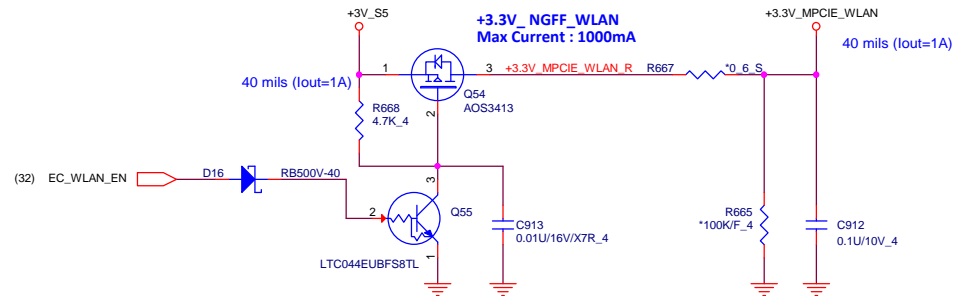 +3V_S5
+3.3V_ NGFF_WLAN
Max Current : 1000mA
+3.3V_MPCIE_WLAN
40 mils (Iout=1A)
1
3
+3.3V_MPCIE_WLAN_R
R667
*0_6_S
40 mils (Iout=1A)
Q54
AOS3413
R668
4.7K_4
2
(32)
EC_WLAN_EN
D16
RB500V-40
3
2
Q55
C913
0.01U/16V/X7R_4
R665
*100K/F_4
C912
0.1U/10V_4
1
LTC044EUBFS8TL